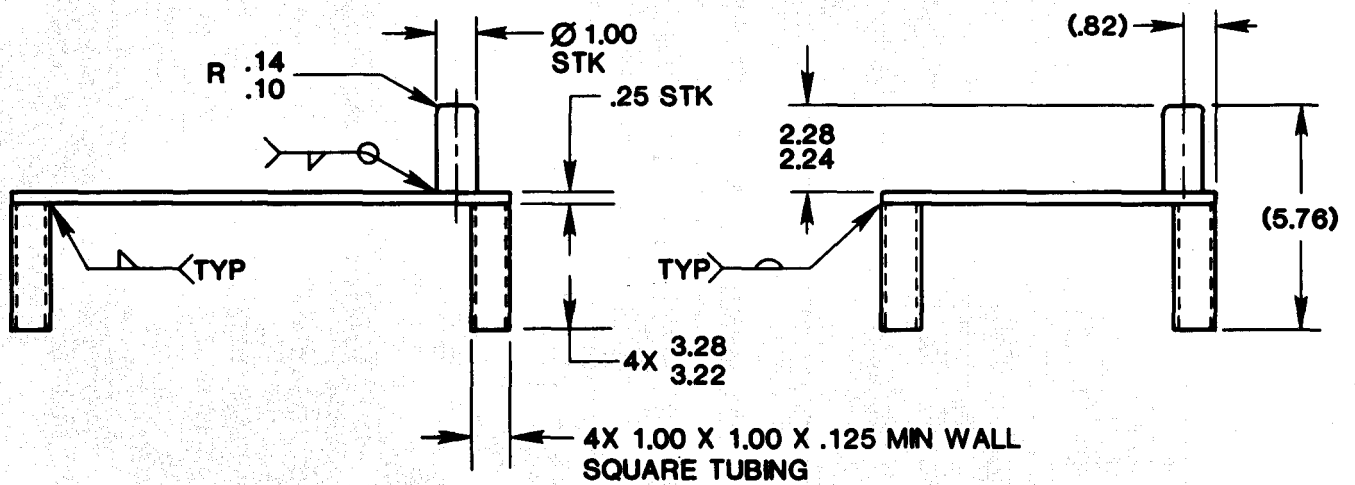 (.82)
Ø 1.00
STK
R .14
.10
.25 STK
2.28
2.24
(5.76)
TYP
TYP
4X 3.28
3.22
4X 1.00 X 1.00 X .125 MIN WALL
SQUARE TUBING